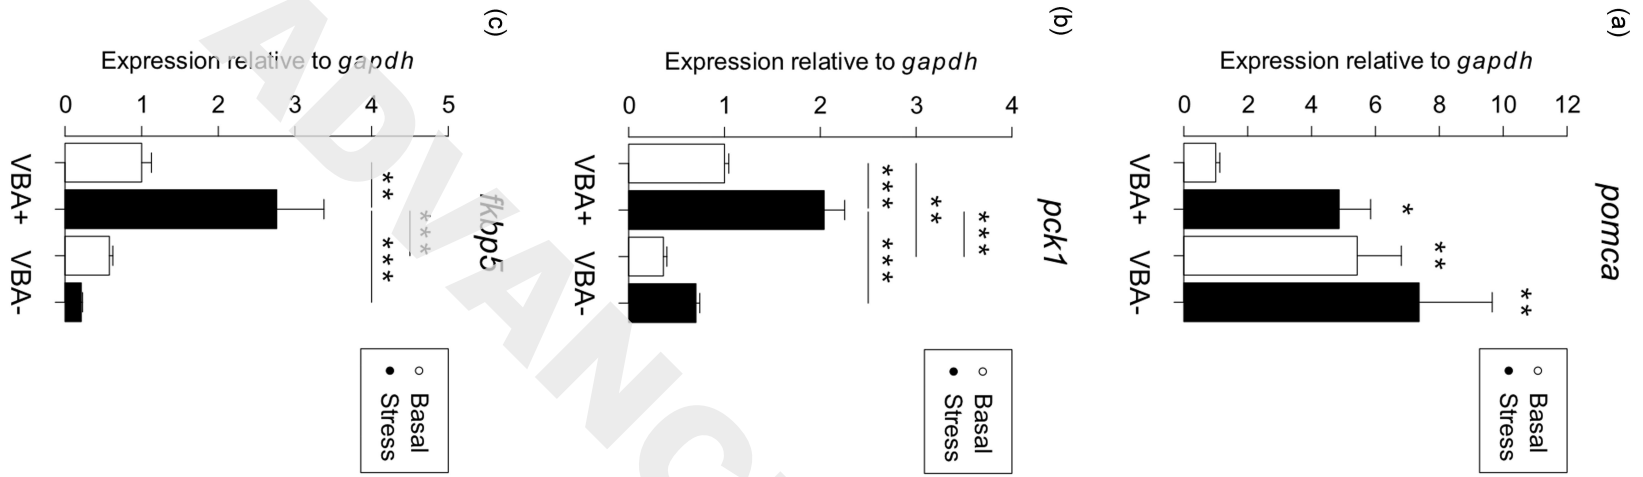 (a)
pomca
Expression relative to gapdh
0 2 4 6 8 10 12
*
**
**
VBA+ VBA-
Basal
Stress
(b)
pck1
Expression relative to gapdh
0 1 2 3 4
***
**
***
***
VBA+ VBA-
Basal
Stress
(c)
fkbp5
Expression relative to gapdh
0 1 2 3 4 5
**
***
***
VBA+ VBA-
Basal
Stress
ADVANC